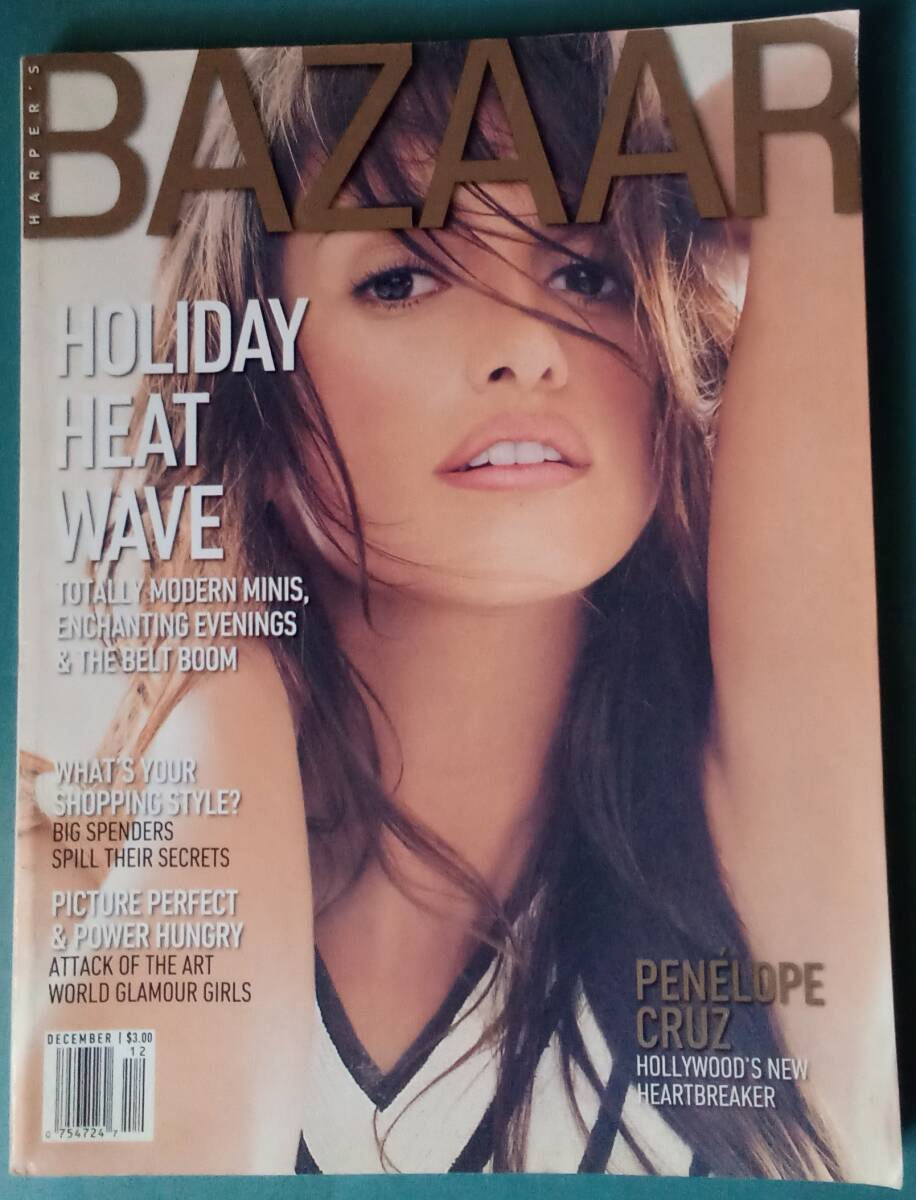 HARPER'S
BAZAAR
HOLIDAY
HEAT
WAVE
TOTALLY MODERN MINIS,
ENCHANTING EVENINGS
& THE BELT BOOM
WHAT'S YOUR
SHOPPING STYLE?
BIG SPENDERS
SPILL THEIR SECRETS
PICTURE PERFECT
& POWER HUNGRY
ATTACK OF THE ART
WORLD GLAMOUR GIRLS
PENÉLOPE
CRUZ
HOLLYWOOD'S NEW
HEARTBREAKER
DECEMBER | $3.00
12
0 754724 7